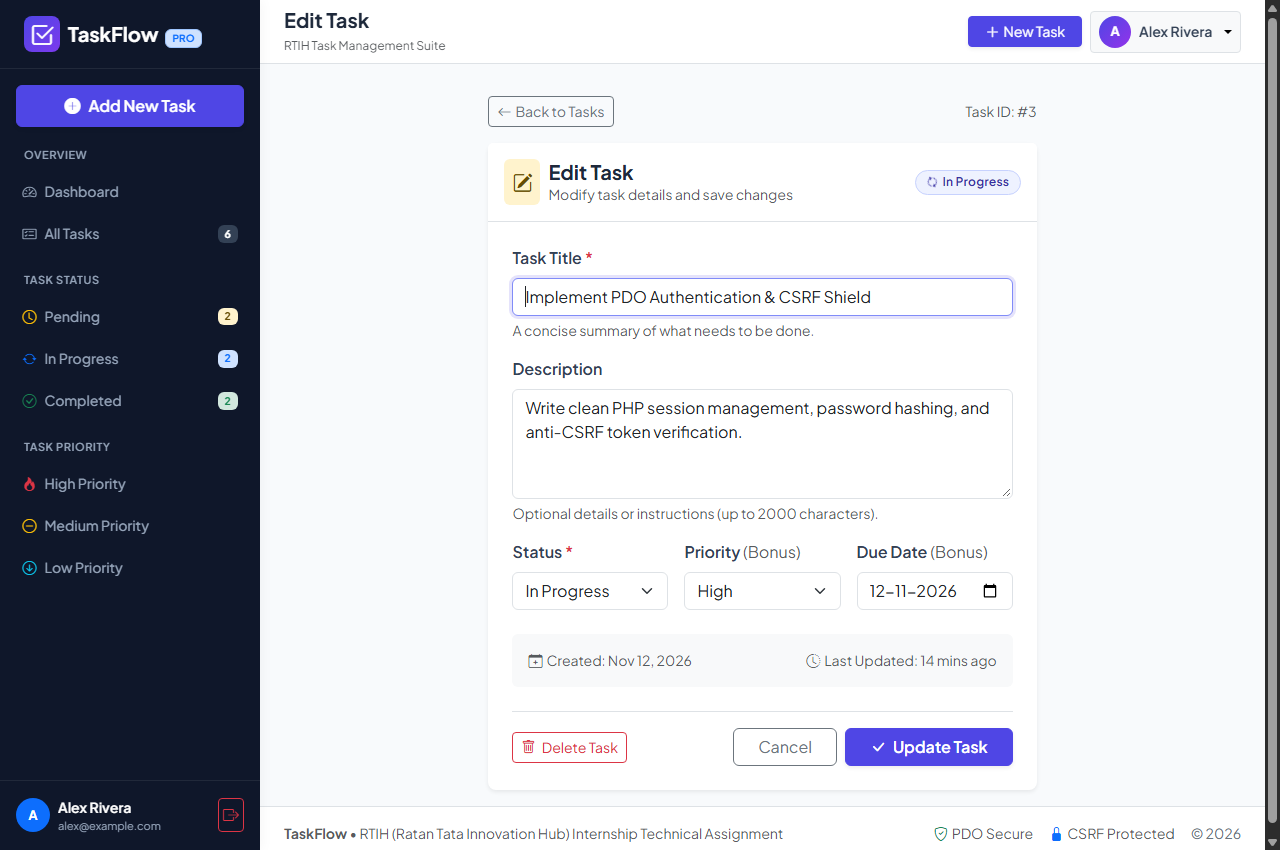 TaskFlow PRO
Add New Task
OVERVIEW
Dashboard
All Tasks 6
TASK STATUS
Pending 2
In Progress 2
Completed 2
TASK PRIORITY
High Priority
Medium Priority
Low Priority
A Alex Rivera
alex@example.com
Edit Task
RTIH Task Management Suite
+ New Task
A Alex Rivera
← Back to Tasks
Task ID: #3
Edit Task
Modify task details and save changes
In Progress
Task Title *
Implement PDO Authentication & CSRF Shield
A concise summary of what needs to be done.
Description
Write clean PHP session management, password hashing, and
anti-CSRF token verification.
Optional details or instructions (up to 2000 characters).
Status * Priority (Bonus) Due Date (Bonus)
In Progress High 12-11-2026
Created: Nov 12, 2026 Last Updated: 14 mins ago
Delete Task Cancel Update Task
TaskFlow • RTIH (Ratan Tata Innovation Hub) Internship Technical Assignment PDO Secure CSRF Protected © 2026